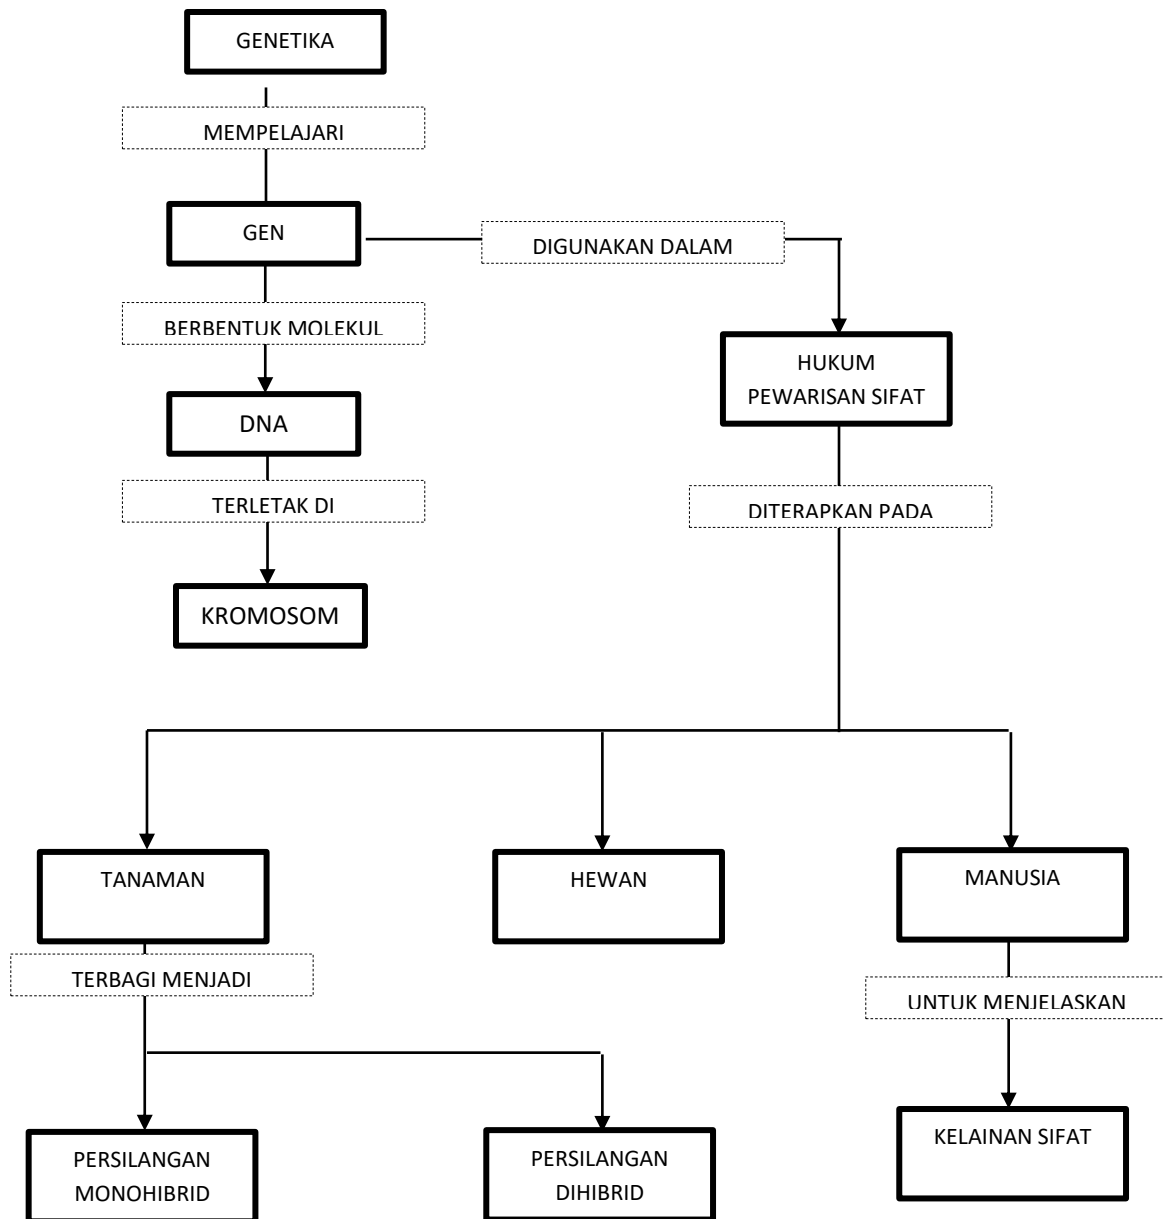 GENETIKA
MEMPELAJARI
GEN
DIGUNAKAN DALAM
BERBENTUK MOLEKUL
HUKUM
PEWARISAN SIFAT
DNA
TERLETAK DI
DITERAPKAN PADA
KROMOSOM
TANAMAN
HEWAN
MANUSIA
TERBAGI MENJADI
UNTUK MENJELASKAN
PERSILANGAN
MONOHIBRID
PERSILANGAN
DIHIBRID
KELAINAN SIFAT